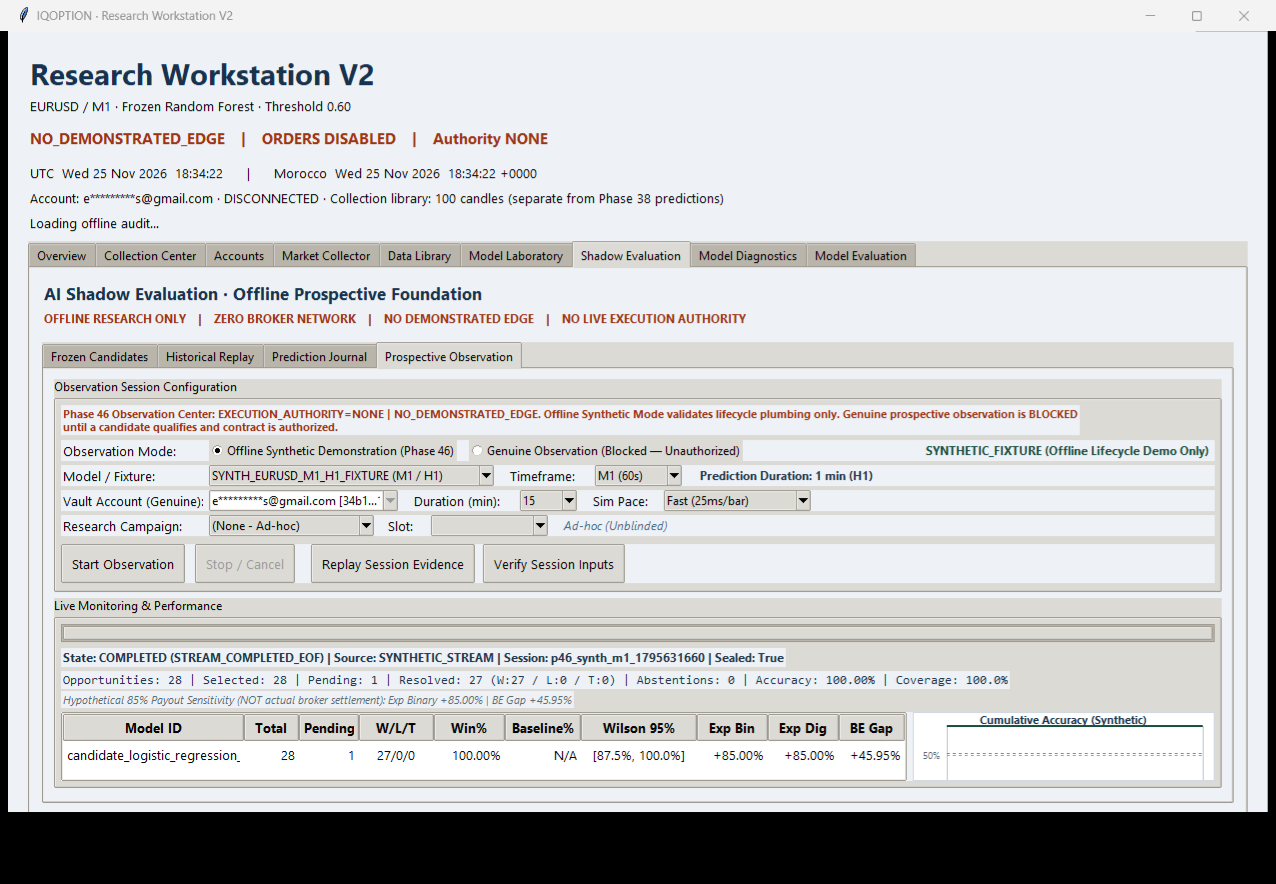 IQOPTION · Research Workstation V2
Research Workstation V2
EURUSD / M1 · Frozen Random Forest · Threshold 0.60
NO_DEMONSTRATED_EDGE | ORDERS DISABLED | Authority NONE
UTC Wed 25 Nov 2026 18:34:22 | Morocco Wed 25 Nov 2026 18:34:22 +0000
Account: e*********s@gmail.com · DISCONNECTED · Collection library: 100 candles (separate from Phase 38 predictions)
Loading offline audit...
Overview Collection Center Accounts Market Collector Data Library Model Laboratory Shadow Evaluation Model Diagnostics Model Evaluation
AI Shadow Evaluation · Offline Prospective Foundation
OFFLINE RESEARCH ONLY | ZERO BROKER NETWORK | NO DEMONSTRATED EDGE | NO LIVE EXECUTION AUTHORITY
Frozen Candidates Historical Replay Prediction Journal Prospective Observation
Observation Session Configuration
Phase 46 Observation Center: EXECUTION_AUTHORITY=NONE | NO_DEMONSTRATED_EDGE. Offline Synthetic Mode validates lifecycle plumbing only. Genuine prospective observation is BLOCKED
until a candidate qualifies and contract is authorized.
Observation Mode: Offline Synthetic Demonstration (Phase 46) Genuine Observation (Blocked — Unauthorized) SYNTHETIC_FIXTURE (Offline Lifecycle Demo Only)
Model / Fixture: SYNTH_EURUSD_M1_H1_FIXTURE (M1 / H1) Timeframe: M1 (60s) Prediction Duration: 1 min (H1)
Vault Account (Genuine): e*********s@gmail.com [34b1... Duration (min): 15 Sim Pace: Fast (25ms/bar)
Research Campaign: (None - Ad-hoc) Slot: Ad-hoc (Unblinded)
Start Observation Stop / Cancel Replay Session Evidence Verify Session Inputs
Live Monitoring & Performance
State: COMPLETED (STREAM_COMPLETED_EOF) | Source: SYNTHETIC_STREAM | Session: p46_synth_m1_1795631660 | Sealed: True
Opportunities: 28 | Selected: 28 | Pending: 1 | Resolved: 27 (W:27 / L:0 / T:0) | Abstentions: 0 | Accuracy: 100.00% | Coverage: 100.0%
Hypothetical 85% Payout Sensitivity (NOT actual broker settlement): Exp Binary +85.00% | BE Gap +45.95%
Model ID Total Pending W/L/T Win% Baseline% Wilson 95% Exp Bin Exp Dig BE Gap
candidate_logistic_regression_ 28 1 27/0/0 100.00% N/A [87.5%, 100.0%] +85.00% +85.00% +45.95%
Cumulative Accuracy (Synthetic)
50%